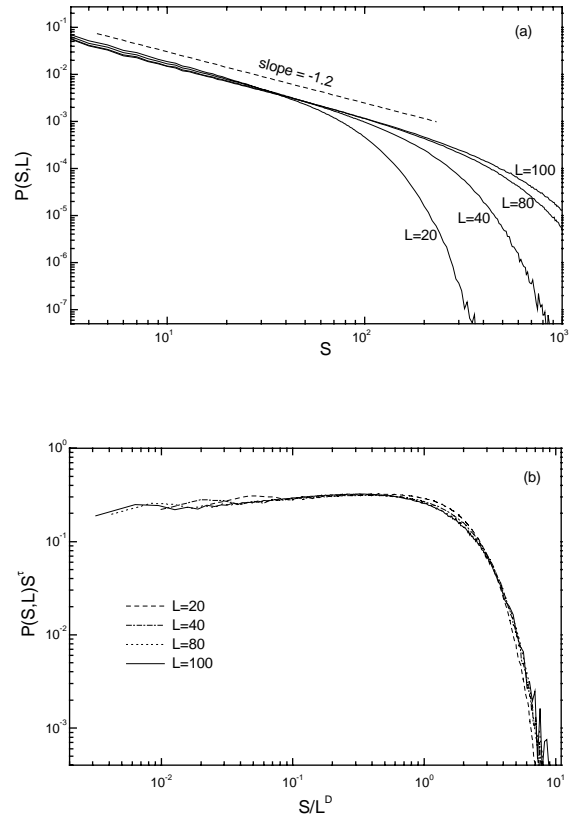 (a)
10^-1
10^-2
10^-3
10^-4
10^-5
10^-6
10^-7
P(S,L)
slope = -1.2
L=100
L=80
L=40
L=20
10^1
10^2
10^3
S
(b)
10^0
10^-1
10^-2
10^-3
P(S,L)S^τ
L=20
L=40
L=80
L=100
10^-2
10^-1
10^0
10^1
S/L^D